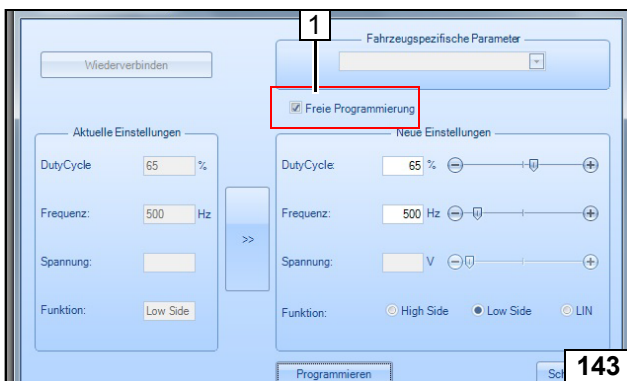 1
Fahrzeugspezifische Parameter
Wiederverbinden
Freie Programmierung
Aktuelle Einstellungen
DutyCycle
65 %
Frequenz:
500 Hz
Spannung:
Funktion:
Low Side
>>
Neue Einstellungen
DutyCycle:
65 %
Frequenz:
500 Hz
Spannung:
V
Funktion:
High Side Low Side LIN
Programmieren
143